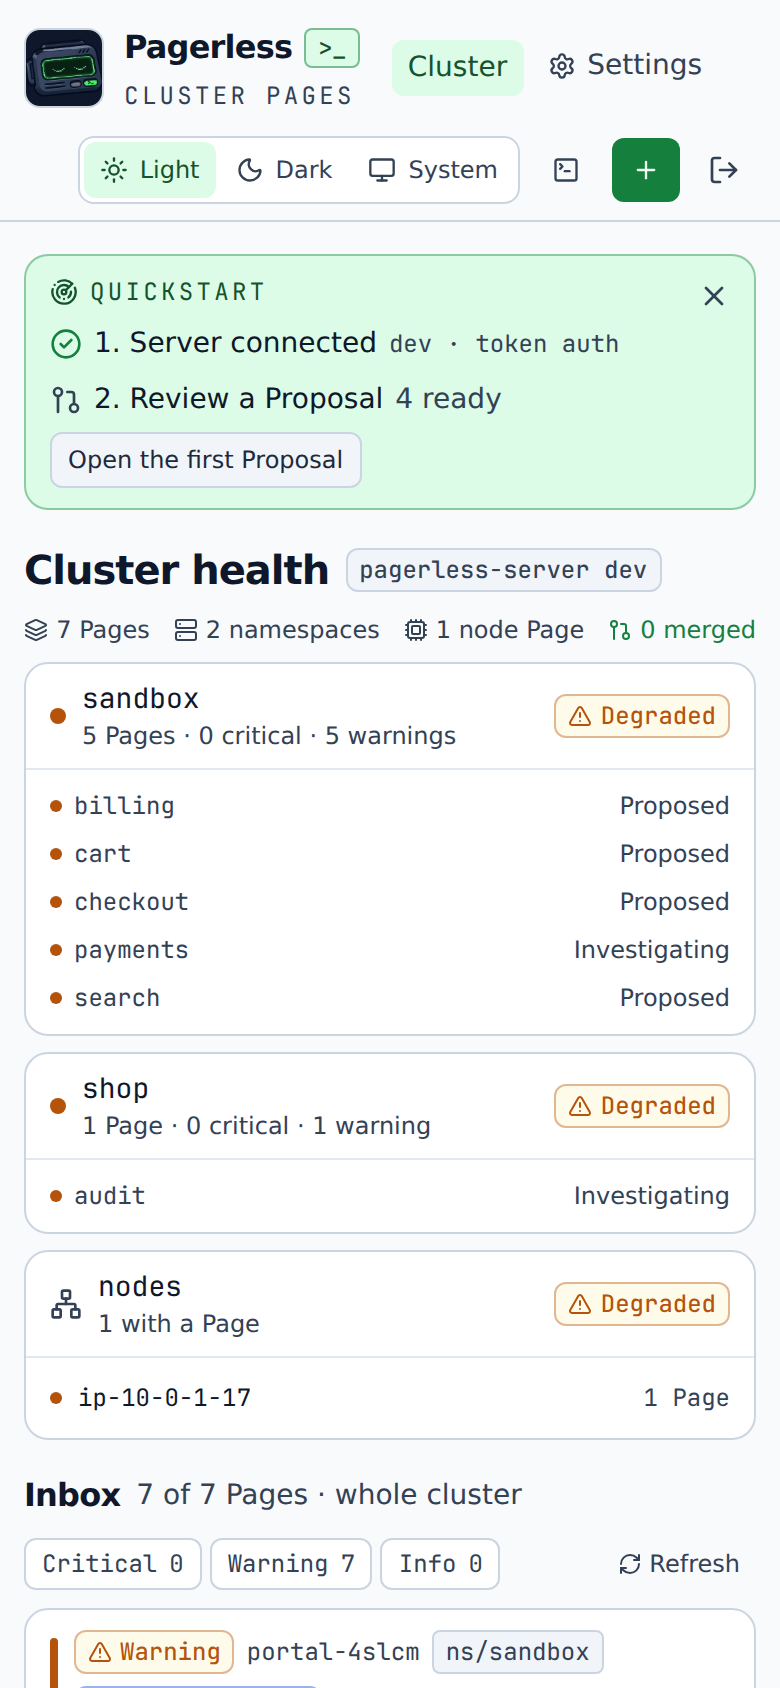 Pagerless >_
CLUSTER PAGES
Cluster
Settings
Light
Dark
System
QUICKSTART
1. Server connected dev · token auth
2. Review a Proposal 4 ready
Open the first Proposal
Cluster health pagerless-server dev
7 Pages 2 namespaces 1 node Page 0 merged
sandbox
5 Pages · 0 critical · 5 warnings
Degraded
billing Proposed
cart Proposed
checkout Proposed
payments Investigating
search Proposed
shop
1 Page · 0 critical · 1 warning
Degraded
audit Investigating
nodes
1 with a Page
Degraded
ip-10-0-1-17 1 Page
Inbox 7 of 7 Pages · whole cluster
Critical 0 Warning 7 Info 0 Refresh
Warning portal-4slcm ns/sandbox